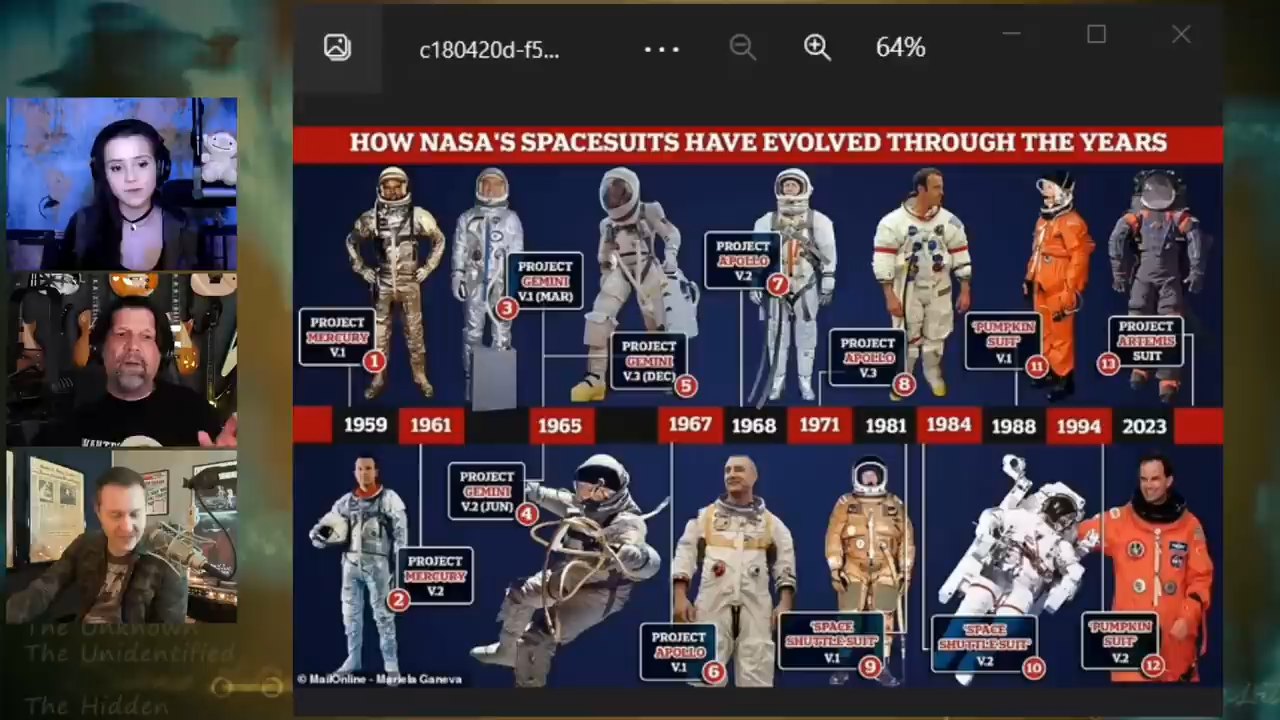 c180420d-f5...
64%
HOW NASA'S SPACESUITS HAVE EVOLVED THROUGH THE YEARS
PROJECT
MERCURY
V.1
1
PROJECT
GEMINI
V.1 (MAR)
3
PROJECT
GEMINI
V.3 (DEC)
5
PROJECT
APOLLO
V.2
7
PROJECT
APOLLO
V.3
8
'PUMPKIN
SUIT'
V.1
11
PROJECT
ARTEMIS
SUIT
13
1959 1961 1965 1967 1968 1971 1981 1984 1988 1994 2023
PROJECT
MERCURY
V.2
2
PROJECT
GEMINI
V.2 (JUN)
4
PROJECT
APOLLO
V.1
6
'SPACE
SHUTTLE SUIT'
V.1
9
'SPACE
SHUTTLE SUIT'
V.2
10
'PUMPKIN
SUIT'
V.2
12
© MailOnline - Mariela Ganeva
The Unknown
The Unidentified
The Hidden